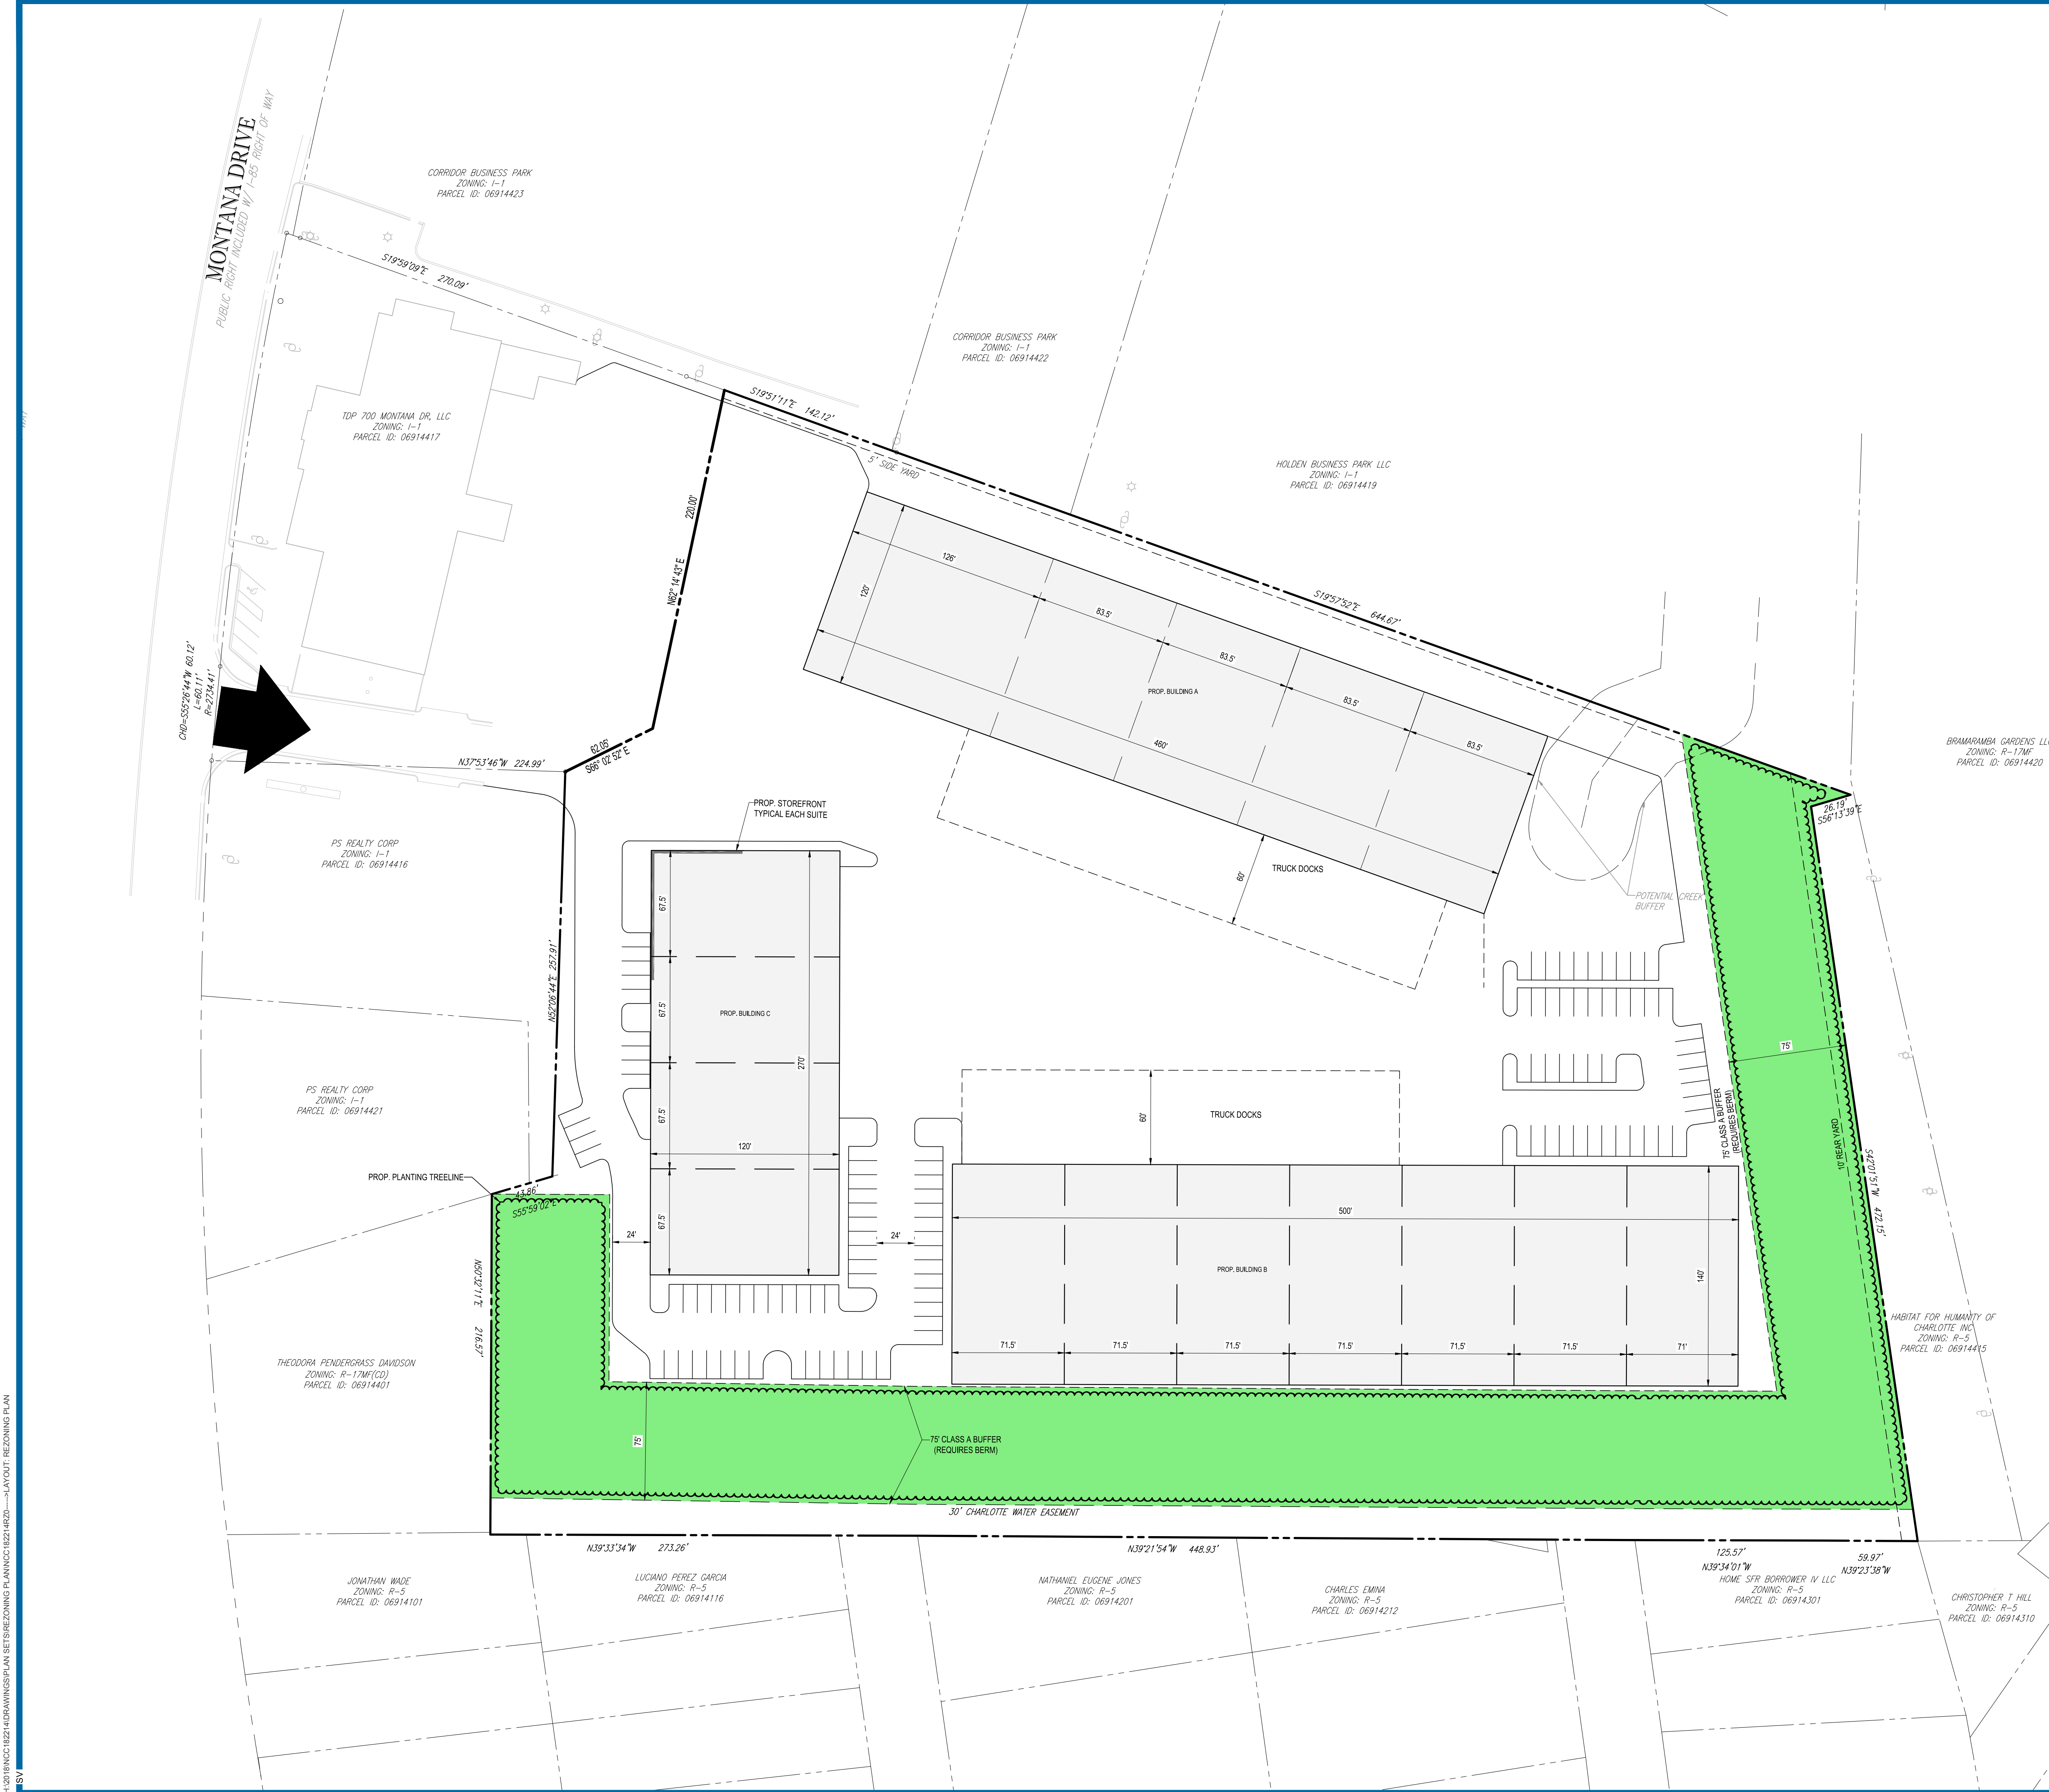 MONTANA DRIVE
PUBLIC RIGHT INCLUDED W/ I-85 RIGHT OF WAY
CORRIDOR BUSINESS PARK
ZONING: I-1
PARCEL ID: 06914423
S19°59'09"E 270.09'
CORRIDOR BUSINESS PARK
ZONING: I-1
PARCEL ID: 06914422
TDP 700 MONTANA DR, LLC
ZONING: I-1
PARCEL ID: 06914417
S19°51'11"E 142.12'
5' SIDE YARD
HOLDEN BUSINESS PARK LLC
ZONING: I-1
PARCEL ID: 06914419
220.00'
N62° 14' 43" E
126'
120'
83.5'
83.5'
83.5'
83.5'
PROP. BUILDING A
460'
S19°57'52"E 644.67'
CHD=S55°26'44"W 60.12'
L=60.11'
R=2734.41'
N37°53'46"W 224.99'
62.05'
S66° 02' 52" E
BRAMARAMBA GARDENS LLC
ZONING: R-17MF
PARCEL ID: 06914420
26.19'
S56°13'39"E
PROP. STOREFRONT
TYPICAL EACH SUITE
PS REALTY CORP
ZONING: I-1
PARCEL ID: 06914416
60'
TRUCK DOCKS
POTENTIAL CREEK
BUFFER
N52°06'44"E 257.91'
67.5'
67.5'
67.5'
67.5'
PROP. BUILDING C
270'
120'
PS REALTY CORP
ZONING: I-1
PARCEL ID: 06914421
60'
TRUCK DOCKS
75'
75' CLASS A BUFFER
(REQUIRES BERM)
10' REAR YARD
S42°01'51"W 472.15'
PROP. PLANTING TREELINE
43.86'
S55°59'02"E
24'
24'
500'
PROP. BUILDING B
140'
71.5'
71.5'
71.5'
71.5'
71.5'
71.5'
71'
N50°32'11"E 216.57'
THEODORA PENDERGRASS DAVIDSON
ZONING: R-17MF(CD)
PARCEL ID: 06914401
HABITAT FOR HUMANITY OF
CHARLOTTE INC
ZONING: R-5
PARCEL ID: 06914415
75'
75' CLASS A BUFFER
(REQUIRES BERM)
30' CHARLOTTE WATER EASEMENT
N39°33'34"W 273.26'
N39°21'54"W 448.93'
125.57'
N39°34'01"W
59.97'
N39°23'38"W
JONATHAN WADE
ZONING: R-5
PARCEL ID: 06914101
LUCIANO PEREZ GARCIA
ZONING: R-5
PARCEL ID: 06914116
NATHANIEL EUGENE JONES
ZONING: R-5
PARCEL ID: 06914201
CHARLES EMINA
ZONING: R-5
PARCEL ID: 06914212
HOME SFR BORROWER IV LLC
ZONING: R-5
PARCEL ID: 06914301
CHRISTOPHER T HILL
ZONING: R-5
PARCEL ID: 06914310
H:\2018\NCC182214\DRAWINGS\PLAN SETS\REZONING PLAN\NCC182214RZ0----->LAYOUT: REZONING PLAN